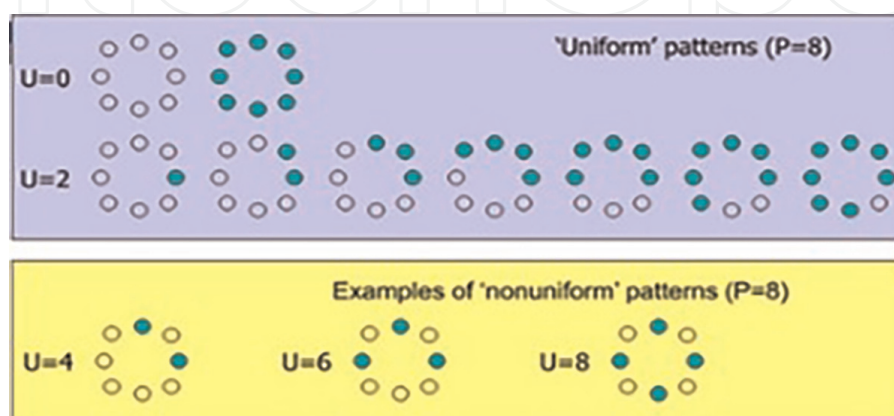 'Uniform' patterns (P=8)
U=0
U=2
Examples of 'nonuniform' patterns (P=8)
U=4 U=6 U=8